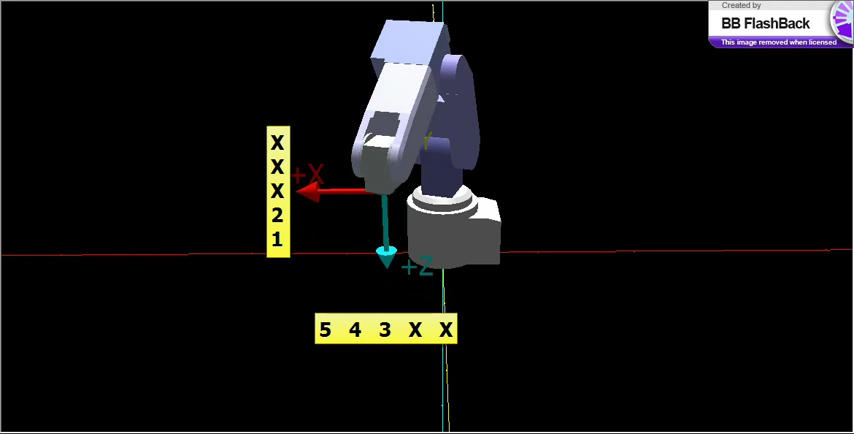 Created by
BB FlashBack
This image removed when licensed
X
X
X
2
1
+X
+Z
5 4 3 X X